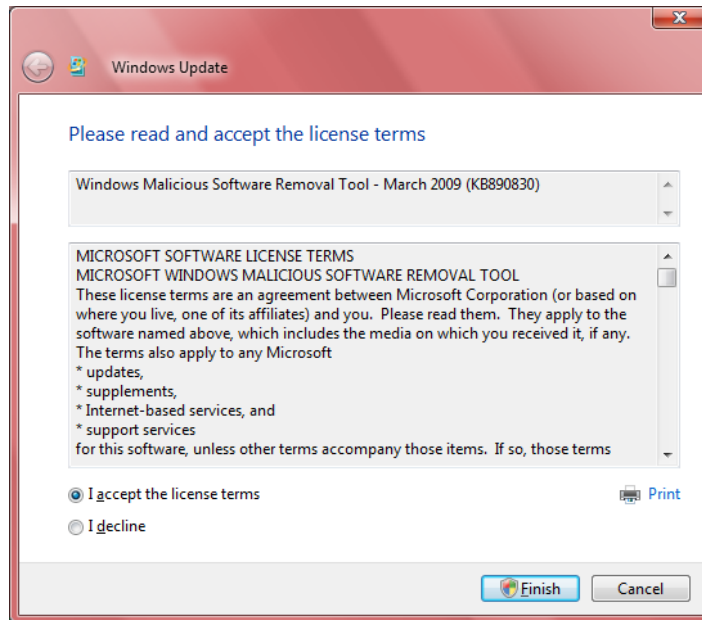 Windows Update
Please read and accept the license terms
Windows Malicious Software Removal Tool - March 2009 (KB890830)
MICROSOFT SOFTWARE LICENSE TERMS
MICROSOFT WINDOWS MALICIOUS SOFTWARE REMOVAL TOOL
These license terms are an agreement between Microsoft Corporation (or based on
where you live, one of its affiliates) and you.  Please read them.  They apply to the
software named above, which includes the media on which you received it, if any.
The terms also apply to any Microsoft
* updates,
* supplements,
* Internet-based services, and
* support services
for this software, unless other terms accompany those items.  If so, those terms
I accept the license terms
Print
I decline
Finish
Cancel